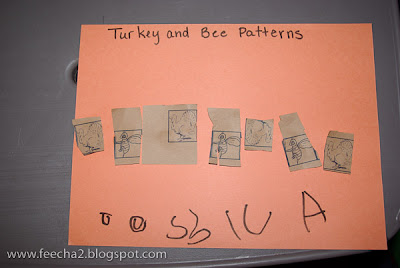 Turkey and Bee Patterns
www.feecha2.blogspot.com